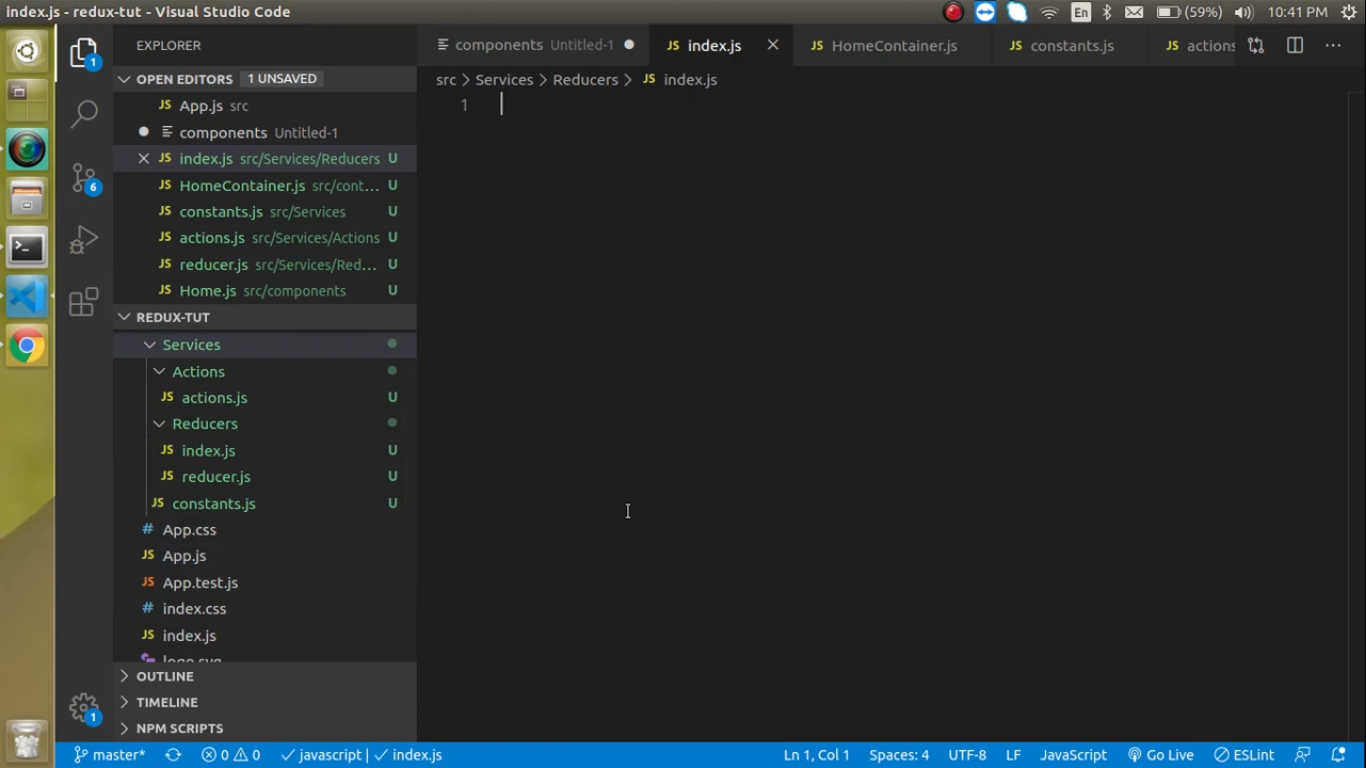 index.js - redux-tut - Visual Studio Code
En (59%) 10:41 PM
EXPLORER
components Untitled-1 JS index.js JS HomeContainer.js JS constants.js JS actions
1
OPEN EDITORS 1 UNSAVED
src Services Reducers JS index.js
JS App.js src
1
components Untitled-1
JS index.js src/Services/Reducers U
6
JS HomeContainer.js src/cont... U
JS constants.js src/Services U
JS actions.js src/Services/Actions U
JS reducer.js src/Services/Red... U
JS Home.js src/components U
REDUX-TUT
Services
Actions
JS actions.js U
Reducers
JS index.js U
JS reducer.js U
JS constants.js U
# App.css
JS App.js
JS App.test.js
# index.css
JS index.js
logo.svg
OUTLINE
TIMELINE
1
NPM SCRIPTS
master* 0 0 javascript | index.js Ln 1, Col 1 Spaces: 4 UTF-8 LF JavaScript Go Live ESLint